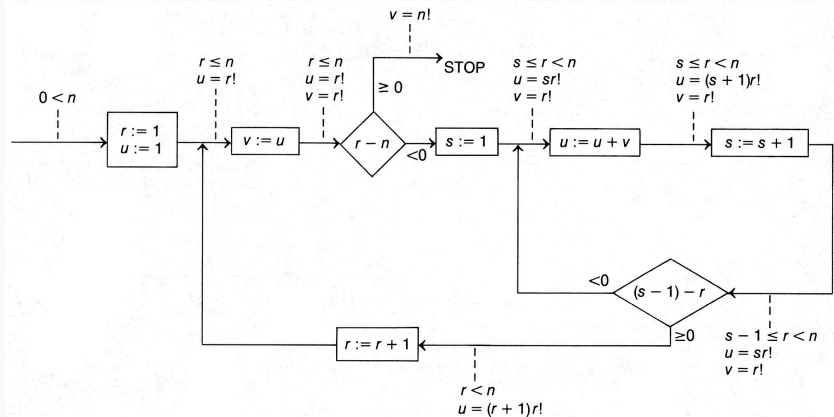 v = n!
r ≤ n
u = r!
r ≤ n
u = r!
v = r!
STOP
s ≤ r < n
u = sr!
v = r!
s ≤ r < n
u = (s + 1)r!
v = r!
0 < n
≥ 0
r := 1
u := 1
v := u
r – n
<0
s := 1
u := u + v
s := s + 1
<0
(s – 1) – r
≥0
s – 1 ≤ r < n
u = sr!
v = r!
r := r + 1
r < n
u = (r + 1)r!